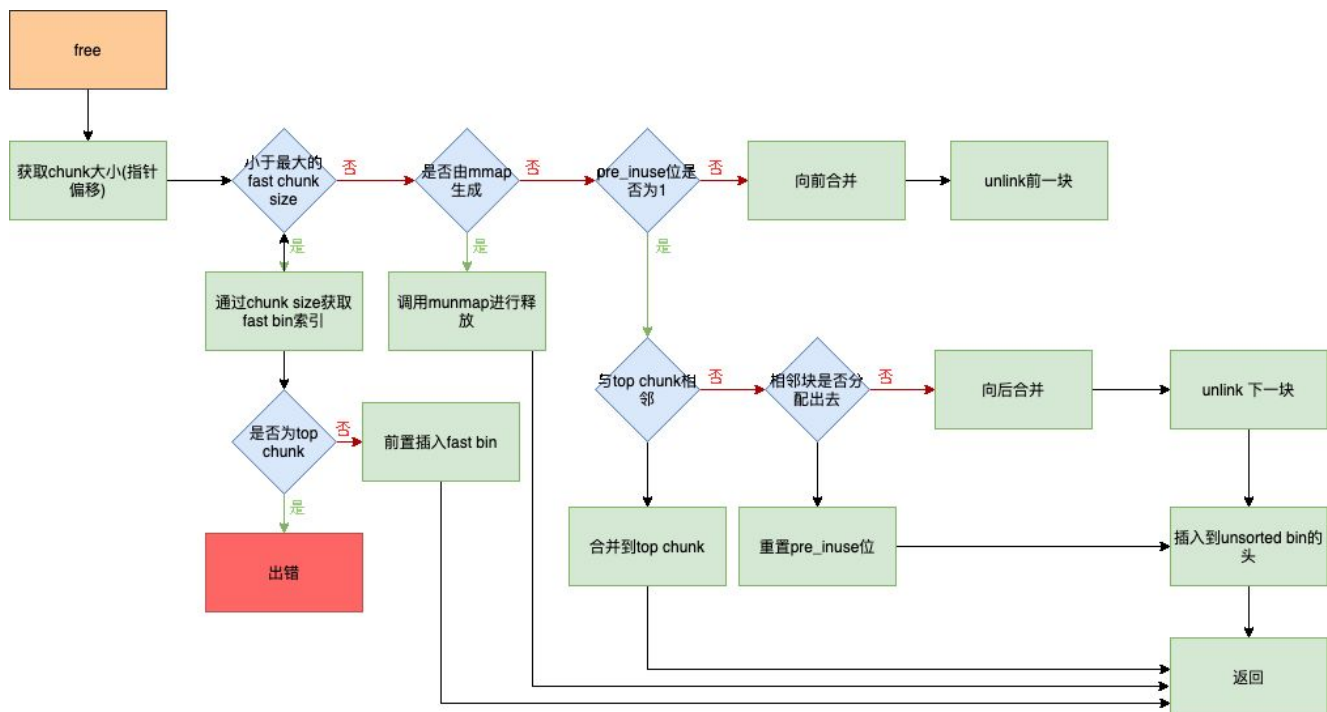 free
获取chunk大小(指针
偏移)
小于最大的
fast chunk
size
否
是否由mmap
生成
否
pre_inuse位是
否为1
否
向前合并
unlink前一块
是
是
是
通过chunk size获取
fast bin索引
调用munmap进行释
放
与top chunk相
邻
否
相邻块是否分
配出去
否
向后合并
unlink 下一块
是否为top
chunk
否
前置插入fast bin
是
出错
合并到top chunk
重置pre_inuse位
插入到unsorted bin的
头
返回